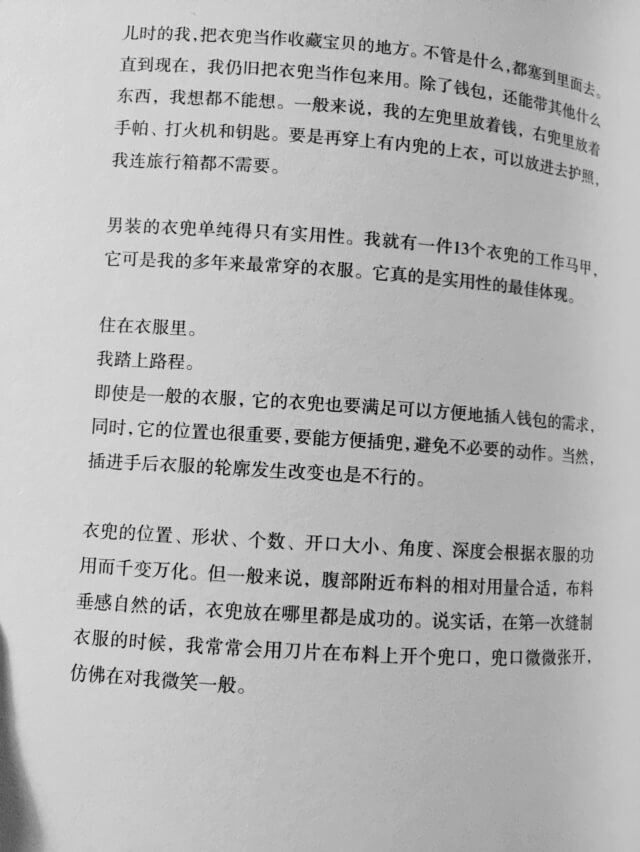 儿时的我，把衣兜当作收藏宝贝的地方。不管是什么，都塞到里面去。
直到现在，我仍旧把衣兜当作包来用。除了钱包，还能带其他什么
东西，我想都不能想。一般来说，我的左兜里放着钱，右兜里放着
手帕、打火机和钥匙。要是再穿上有内兜的上衣，可以放进去护照，
我连旅行箱都不需要。
男装的衣兜单纯得只有实用性。我就有一件13个衣兜的工作马甲，
它可是我的多年来最常穿的衣服。它真的是实用性的最佳体现。
住在衣服里。
我踏上路程。
即使是一般的衣服，它的衣兜也要满足可以方便地插入钱包的需求，
同时，它的位置也很重要，要能方便插兜，避免不必要的动作。当然，
插进手后衣服的轮廓发生改变也是不行的。
衣兜的位置、形状、个数、开口大小、角度、深度会根据衣服的功
用而千变万化。但一般来说，腹部附近布料的相对用量合适，布料
垂感自然的话，衣兜放在哪里都是成功的。说实话，在第一次缝制
衣服的时候，我常常会用刀片在布料上开个兜口，兜口微微张开，
仿佛在对我微笑一般。